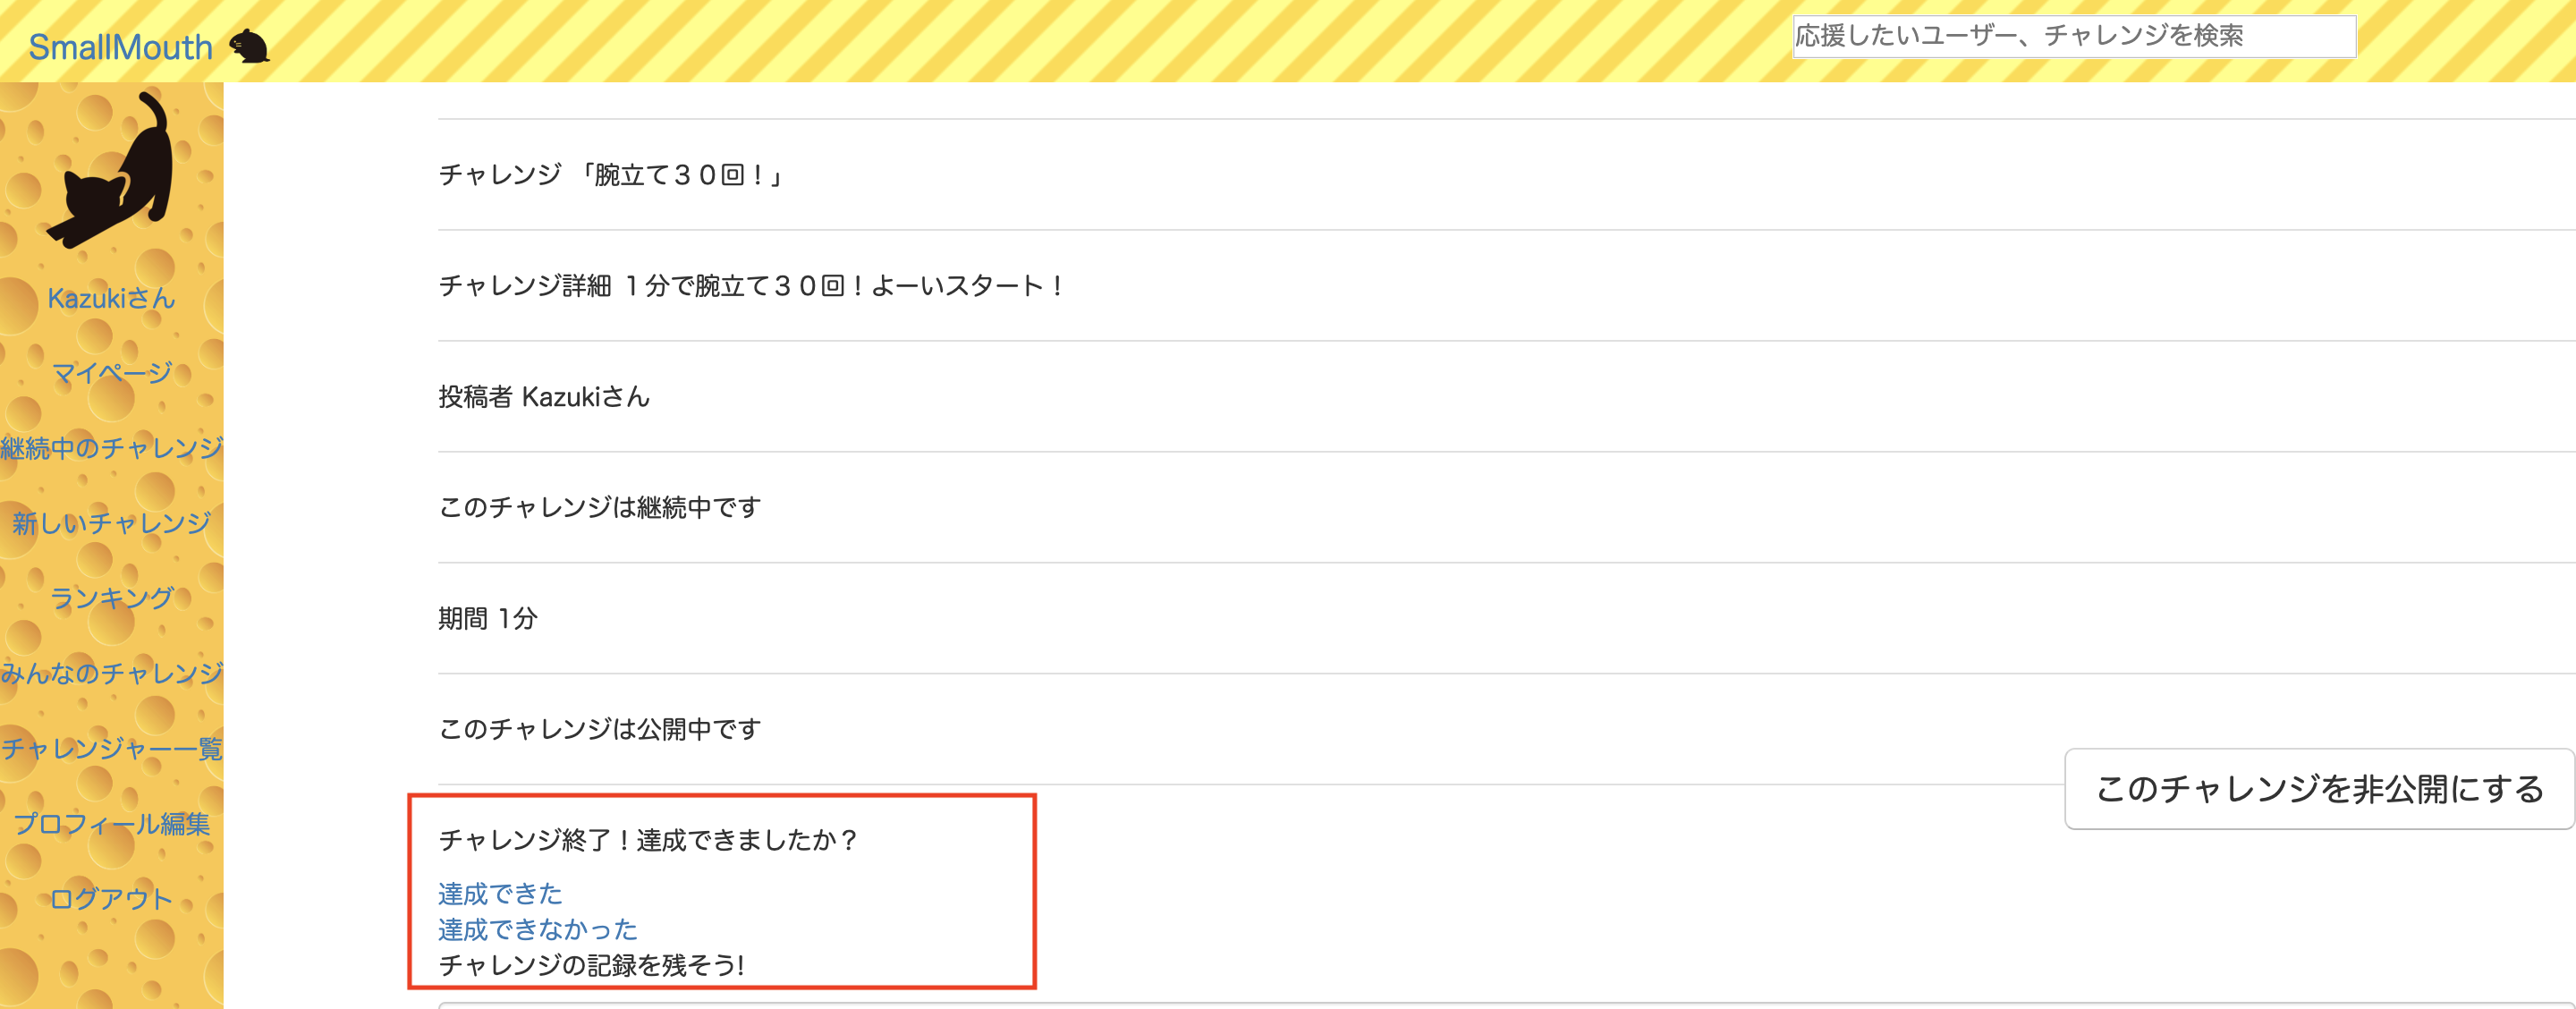 SmallMouth
応援したいユーザー、チャレンジを検索
Kazukiさん
マイページ
継続中のチャレンジ
新しいチャレンジ
ランキング
みんなのチャレンジ
チャレンジャー一覧
プロフィール編集
ログアウト
チャレンジ 「腕立て３０回！」
チャレンジ詳細 １分で腕立て３０回！よーいスタート！
投稿者 Kazukiさん
このチャレンジは継続中です
期間 1分
このチャレンジは公開中です
このチャレンジを非公開にする
チャレンジ終了！達成できましたか？
達成できた
達成できなかった
チャレンジの記録を残そう!